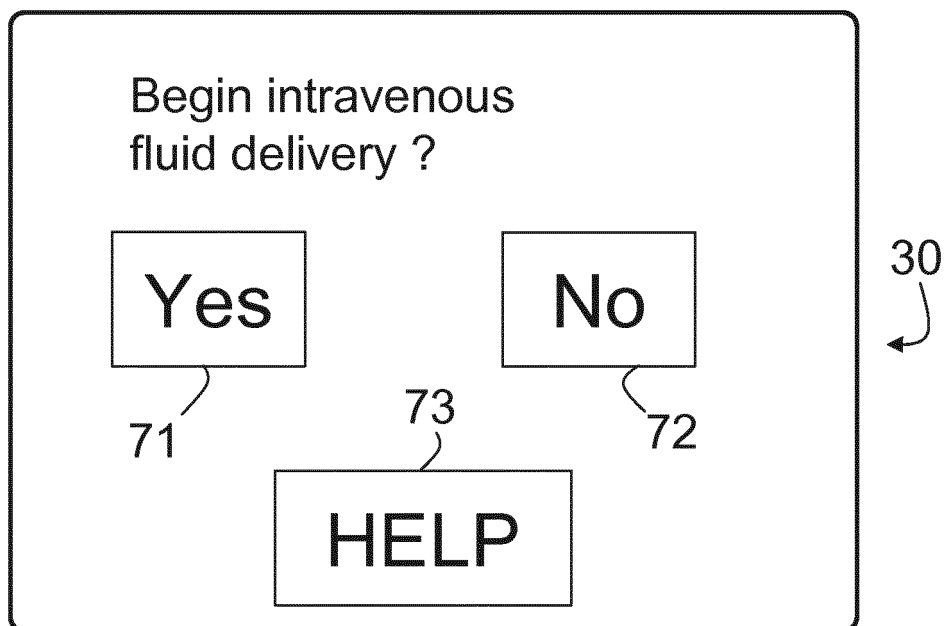 Begin intravenous
fluid delivery ?
Yes
No
30
71
73
72
HELP